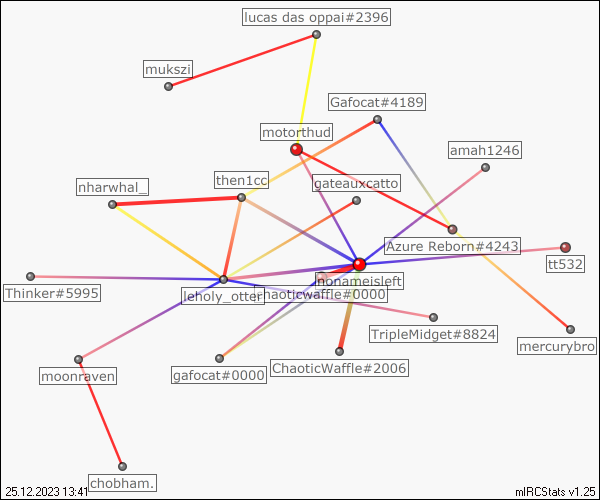 lucas das oppai#2396
mukszi
Gafocat#4189
motorthud
amah1246
then1cc
gateauxcatto
nharwhal_
Azure Reborn#4243
tt532
nonameisleft
Thinker#5995
leholy_otter
chaoticwaffle#0000
TripleMidget#8824
mercurybro
ChaoticWaffle#2006
gafocat#0000
moonraven
chobham.
25.12.2023 13:41
mIRCStats v1.25